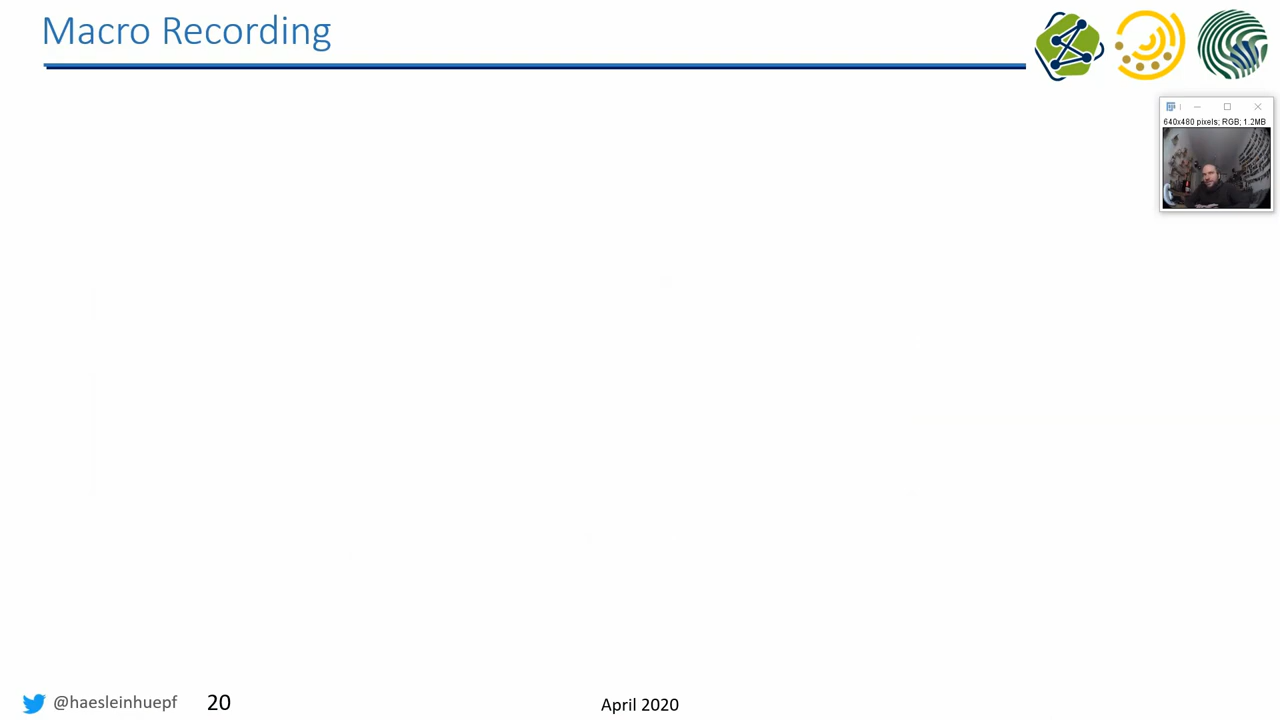 Macro Recording
640x480 pixels; RGB; 1.2MB
@haesleinhuepf
20
April 2020